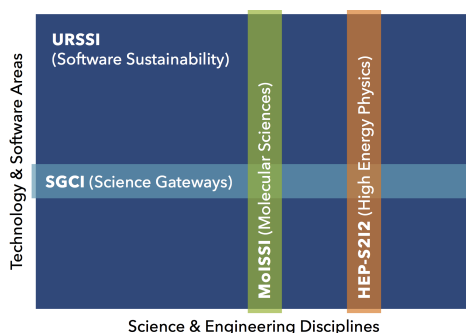 URSSI
(Software Sustainability)
SGCI (Science Gateways)
MolSSI (Molecular Sciences)
HEP-S2I2 (High Energy Physics)
Technology & Software Areas
Science & Engineering Disciplines